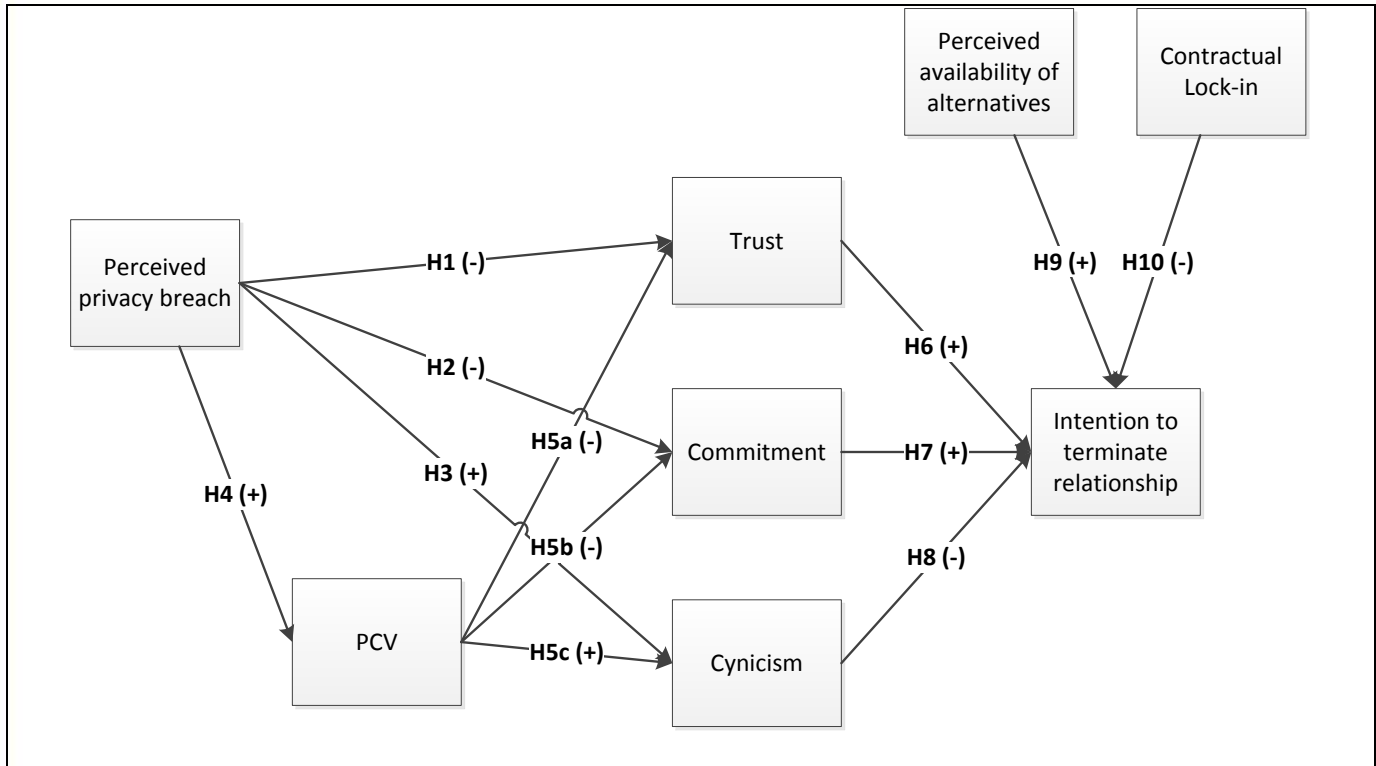 Perceived
availability of
alternatives
Contractual
Lock-in
Perceived
privacy breach
Trust
H1 (-)
H9 (+)
H10 (-)
H2 (-)
H6 (+)
H5a (-)
Commitment
H7 (+)
Intention to
terminate
relationship
H3 (+)
H4 (+)
H5b (-)
H8 (-)
PCV
H5c (+)
Cynicism